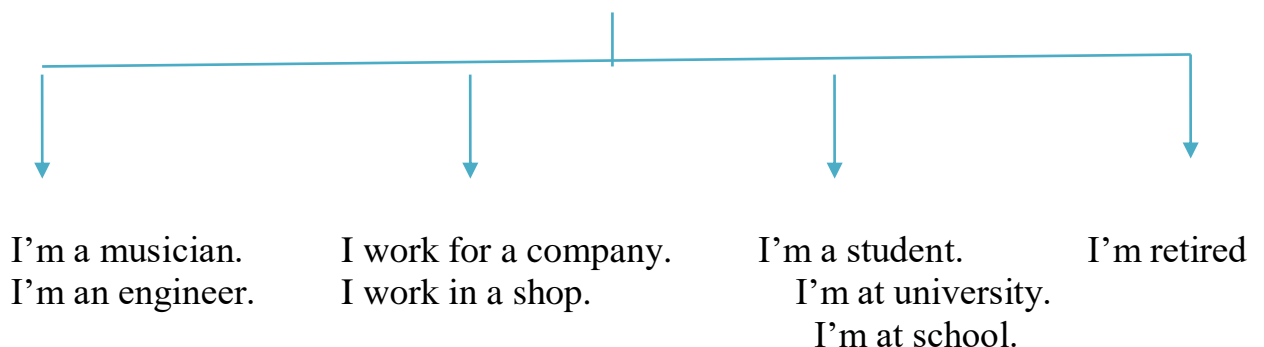 I’m a musician. I work for a company. I’m a student. I’m retired
I’m an engineer. I work in a shop. I’m at university.
I’m at school.